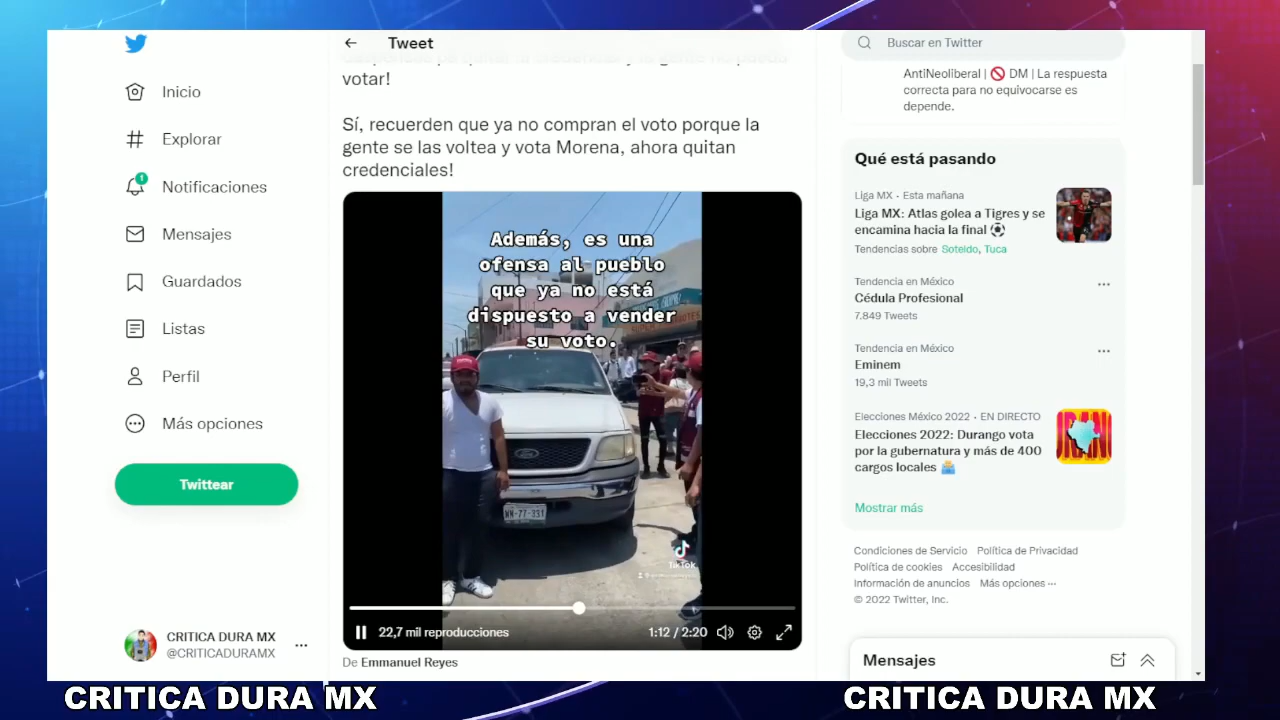 Tweet
Buscar en Twitter
Inicio
Explorar
1
Notificaciones
Mensajes
Guardados
Listas
Perfil
Más opciones
Twittear
CRITICA DURA MX
@CRITICADURAMX
votar!
Sí, recuerden que ya no compran el voto porque la
gente se las voltea y vota Morena, ahora quitan
credenciales!
Además, es una
ofensa al pueblo
que ya no está
dispuesto a vender
su voto.
WN-77-331
TikTok
22,7 mil reproducciones
1:12 / 2:20
De Emmanuel Reyes
AntiNeoliberal | 🚫 DM | La respuesta
correcta para no equivocarse es
depende.
Qué está pasando
Liga MX · Esta mañana
Liga MX: Atlas golea a Tigres y se
encamina hacia la final ⚽
Tendencias sobre Soteldo, Tuca
Tendencia en México
Cédula Profesional
7.849 Tweets
Tendencia en México
Eminem
19,3 mil Tweets
Elecciones México 2022 · EN DIRECTO
Elecciones 2022: Durango vota
por la gubernatura y más de 400
cargos locales 🗳️
Mostrar más
Condiciones de Servicio Política de Privacidad
Política de cookies Accesibilidad
Información de anuncios Más opciones ···
© 2022 Twitter, Inc.
Mensajes
CRITICA DURA MX
CRITICA DURA MX